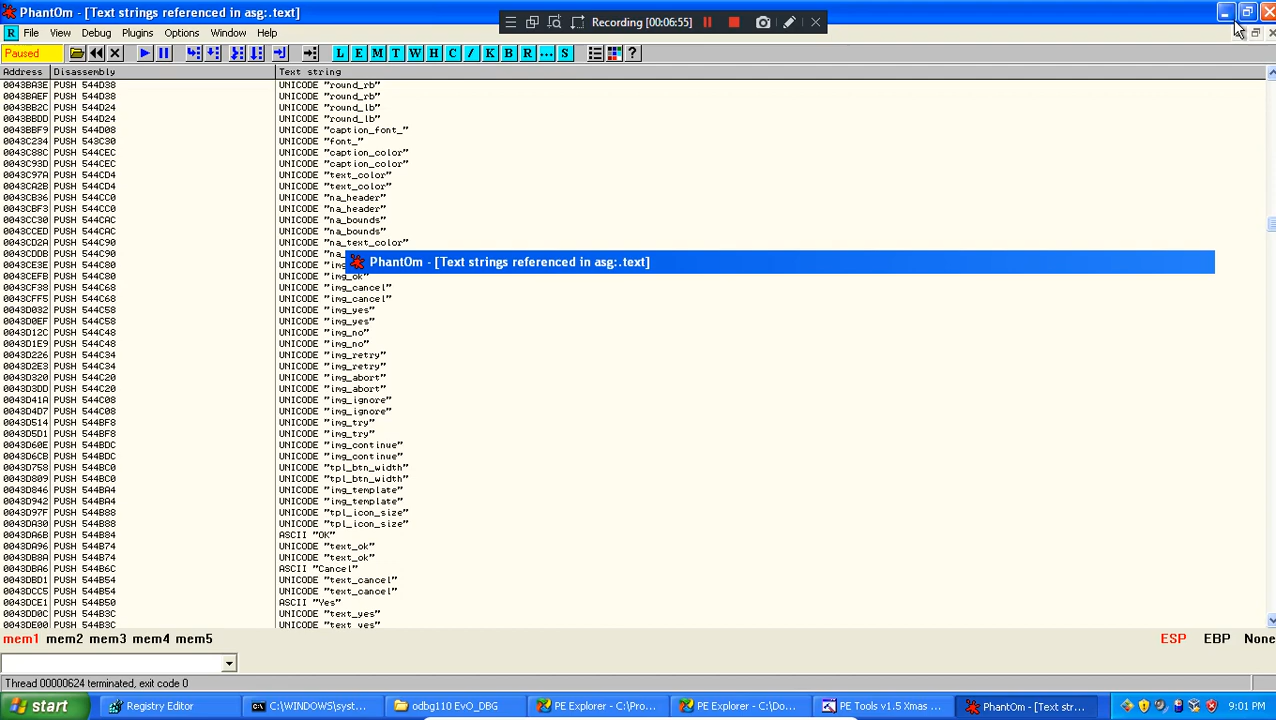 PhantOm - [Text strings referenced in asg:.text]
Recording [00:06:55]
R File View Debug Plugins Options Window Help
Paused L E M T W H C / K B R ... S ?
Address Disassembly Text string
0043BA3E PUSH 544D38 UNICODE "round_rb"
0043BAEF PUSH 544D38 UNICODE "round_rb"
0043BB2C PUSH 544D24 UNICODE "round_lb"
0043BBDD PUSH 544D24 UNICODE "round_lb"
0043BBF9 PUSH 544D08 UNICODE "caption_font_"
0043C234 PUSH 543C30 UNICODE "font_"
0043C88C PUSH 544CEC UNICODE "caption_color"
0043C93D PUSH 544CEC UNICODE "caption_color"
0043C97A PUSH 544CD4 UNICODE "text_color"
0043CA2B PUSH 544CD4 UNICODE "text_color"
0043CB36 PUSH 544CC0 UNICODE "na_header"
0043CBF3 PUSH 544CC0 UNICODE "na_header"
0043CC30 PUSH 544CAC UNICODE "na_bounds"
0043CCED PUSH 544CAC UNICODE "na_bounds"
0043CD2A PUSH 544C90 UNICODE "na_text_color"
0043CDDB PUSH 544C90 UNICODE "na_
PhantOm - [Text strings referenced in asg:.text]
0043CE3E PUSH 544C80 UNICODE "img
0043CEFB PUSH 544C80 UNICODE "img_ok"
0043CF38 PUSH 544C68 UNICODE "img_cancel"
0043CFF5 PUSH 544C68 UNICODE "img_cancel"
0043D032 PUSH 544C58 UNICODE "img_yes"
0043D0EF PUSH 544C58 UNICODE "img_yes"
0043D12C PUSH 544C48 UNICODE "img_no"
0043D1E9 PUSH 544C48 UNICODE "img_no"
0043D226 PUSH 544C34 UNICODE "img_retry"
0043D2E3 PUSH 544C34 UNICODE "img_retry"
0043D320 PUSH 544C20 UNICODE "img_abort"
0043D3DD PUSH 544C20 UNICODE "img_abort"
0043D41A PUSH 544C08 UNICODE "img_ignore"
0043D4D7 PUSH 544C08 UNICODE "img_ignore"
0043D514 PUSH 544BF8 UNICODE "img_try"
0043D5D1 PUSH 544BF8 UNICODE "img_try"
0043D60E PUSH 544BDC UNICODE "img_continue"
0043D6CB PUSH 544BDC UNICODE "img_continue"
0043D758 PUSH 544BC0 UNICODE "tpl_btn_width"
0043D809 PUSH 544BC0 UNICODE "tpl_btn_width"
0043D846 PUSH 544BA4 UNICODE "img_template"
0043D942 PUSH 544BA4 UNICODE "img_template"
0043D97F PUSH 544B88 UNICODE "tpl_icon_size"
0043DA30 PUSH 544B88 UNICODE "tpl_icon_size"
0043DA6B PUSH 544B84 ASCII "OK"
0043DA96 PUSH 544B74 UNICODE "text_ok"
0043DB8A PUSH 544B74 UNICODE "text_ok"
0043DBA6 PUSH 544B6C ASCII "Cancel"
0043DBD1 PUSH 544B54 UNICODE "text_cancel"
0043DCC5 PUSH 544B54 UNICODE "text_cancel"
0043DCE1 PUSH 544B50 ASCII "Yes"
0043DD0C PUSH 544B3C UNICODE "text_yes"
0043DE00 PUSH 544B3C UNICODE "text_yes"
mem1 mem2 mem3 mem4 mem5 ESP EBP None
Thread 00000624 terminated, exit code 0
start Registry Editor C:\WINDOWS\syst... odbg110 EvO_DBG PE Explorer - C:\Pro... PE Explorer - C:\Do... PE Tools v1.5 Xmas ... PhantOm - [Text str... 9:01 PM